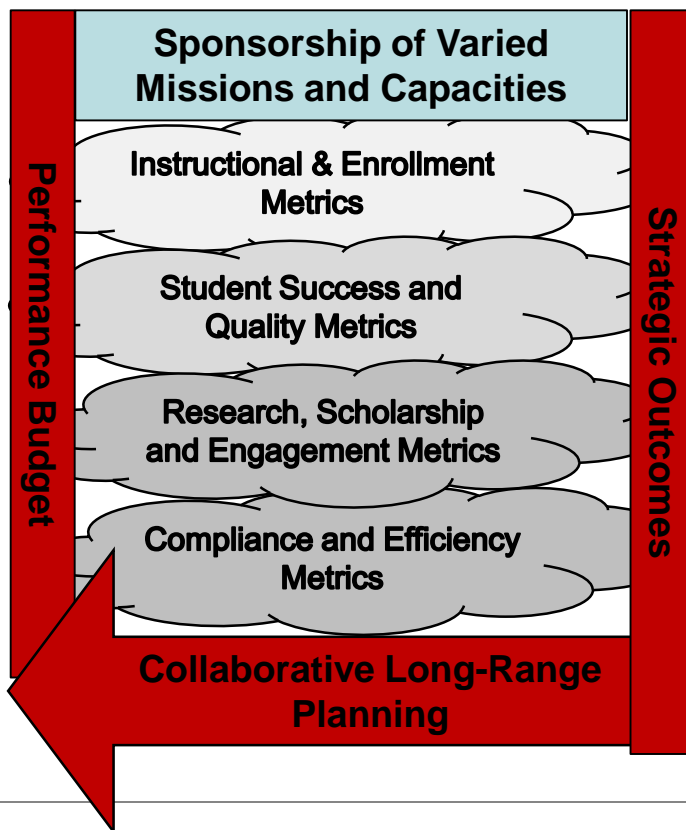 Sponsorship of Varied
Missions and Capacities
Performance Budget
Instructional & Enrollment
Metrics
Student Success and
Quality Metrics
Research, Scholarship
and Engagement Metrics
Compliance and Efficiency
Metrics
Strategic Outcomes
Collaborative Long-Range
Planning